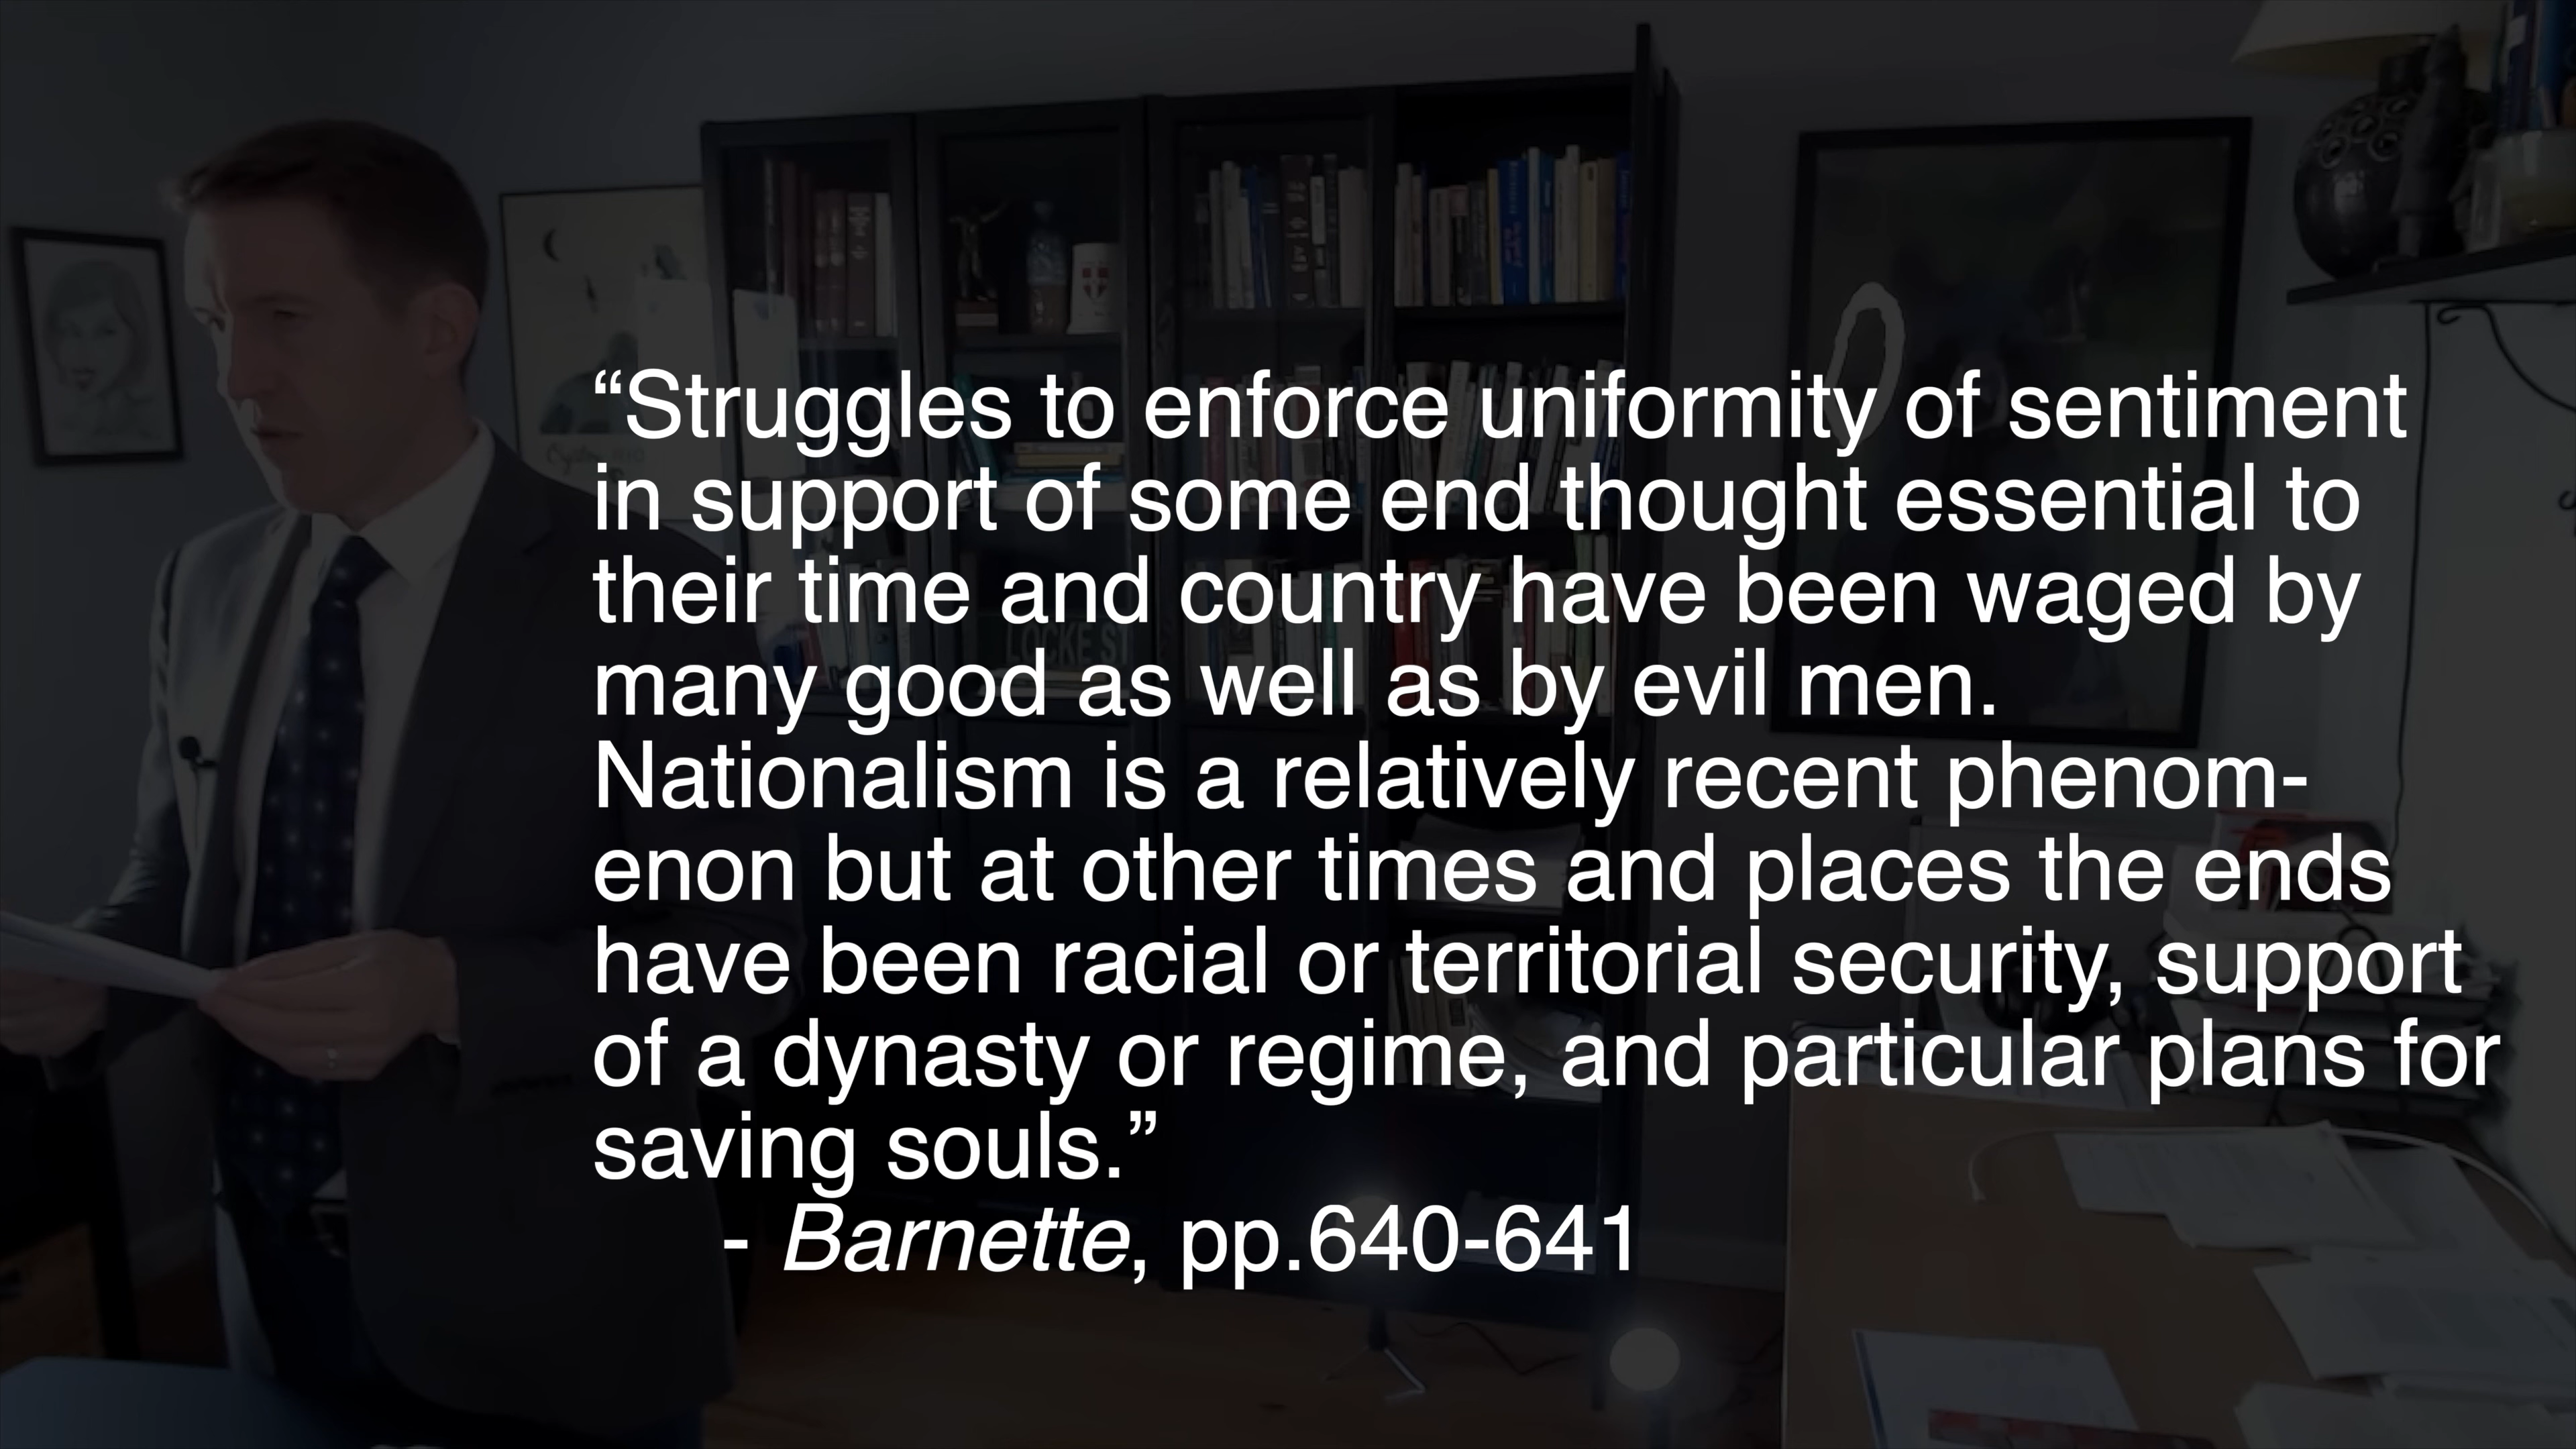 “Struggles to enforce uniformity of sentiment
in support of some end thought essential to
their time and country have been waged by
many good as well as by evil men.
Nationalism is a relatively recent phenom-
enon but at other times and places the ends
have been racial or territorial security, support
of a dynasty or regime, and particular plans for
saving souls.”
- Barnette, pp.640-641
LOCKE ST